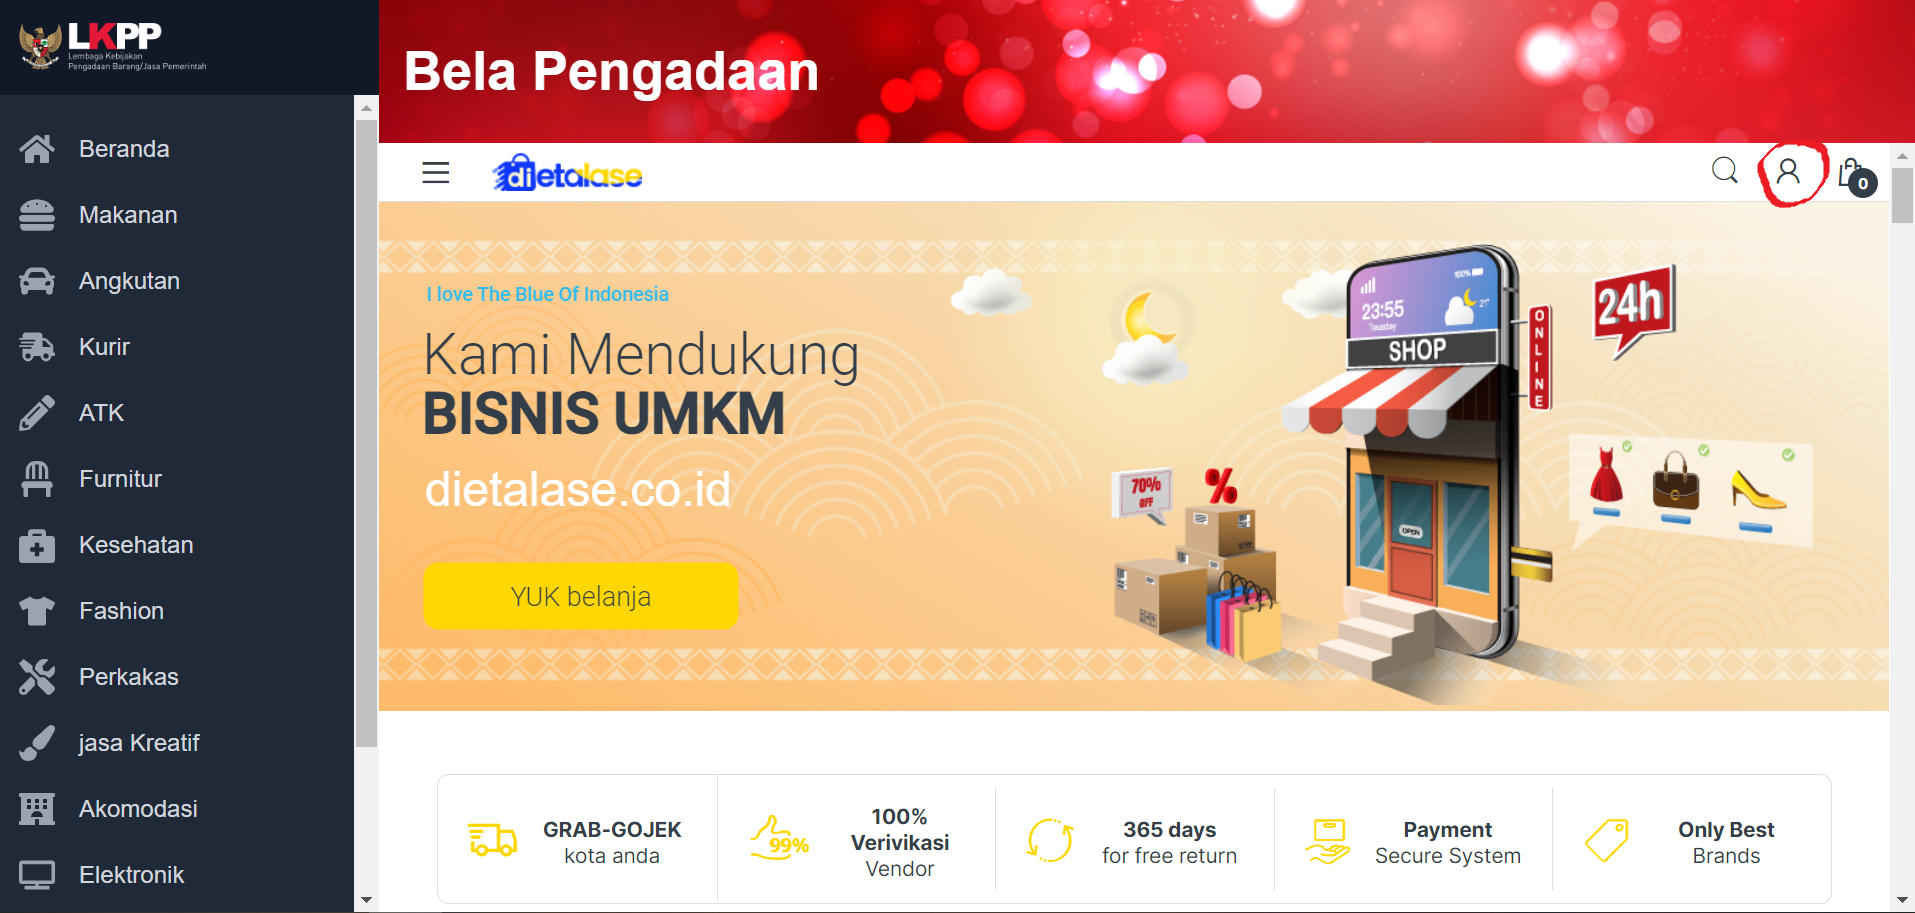 LKPP
Lembaga Kebijakan
Pengadaan Barang/Jasa Pemerintah
Bela Pengadaan
Beranda
Makanan
Angkutan
Kurir
ATK
Furnitur
Kesehatan
Fashion
Perkakas
jasa Kreatif
Akomodasi
Elektronik
dietalase
0
I love The Blue Of Indonesia
Kami Mendukung
BISNIS UMKM
dietalase.co.id
YUK belanja
100%
23:55
Teusday
21°
SHOP
ONLINE
24h
70%
OFF
%
OPEN
GRAB-GOJEK
kota anda
99%
100%
Verivikasi
Vendor
365 days
for free return
Payment
Secure System
Only Best
Brands